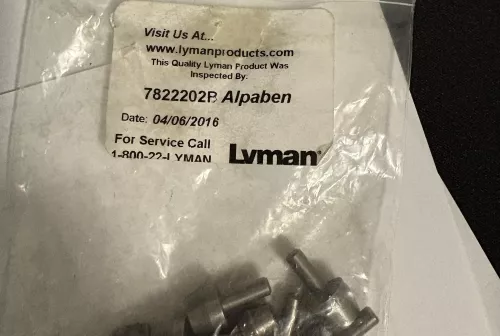 Visit Us At...
www.lymanproducts.com
This Quality Lyman Product Was
Inspected By:
7822202B Alpaben
Date: 04/06/2016
For Service Call
1-800-22-LYMAN
Lyman